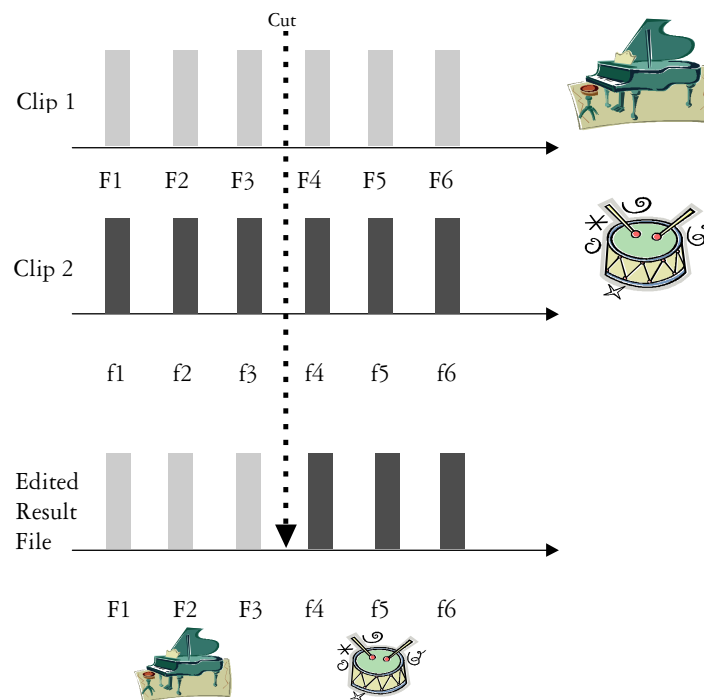 Cut
Clip 1
F1 F2 F3 F4 F5 F6
Clip 2
f1 f2 f3 f4 f5 f6
Edited
Result
File
F1 F2 F3 f4 f5 f6